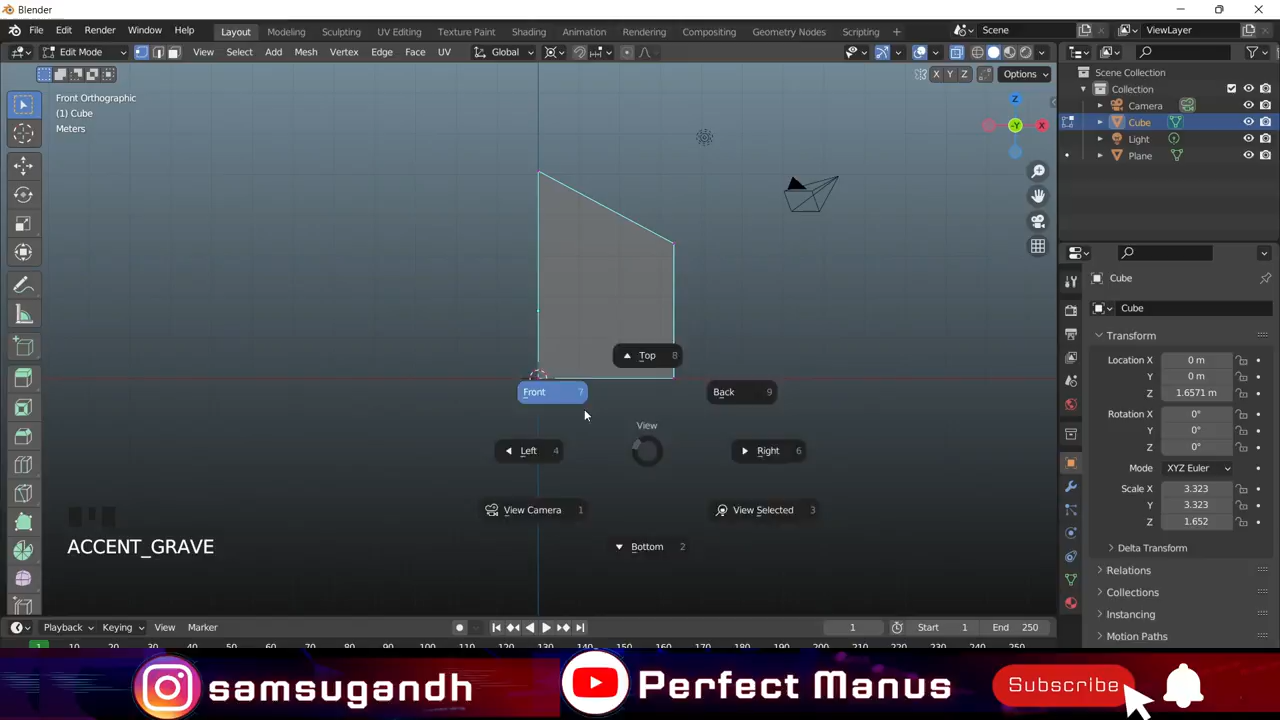 Blender
File Edit Render Window Help Layout Modeling Sculpting UV Editing Texture Paint Shading Animation Rendering Compositing Geometry Nodes Scripting + Scene ViewLayer
Edit Mode View Select Add Mesh Vertex Edge Face UV Global
X Y Z Options
Front Orthographic
(1) Cube
Meters
Z
-Y
X
Scene Collection
Collection
Camera
Cube
Light
Plane
Top 8
Front 7
Back 9
View
Left 4
Right 6
View Camera 1
View Selected 3
Bottom 2
ACCENT_GRAVE
Cube
Cube
Transform
Location X 0 m
Y 0 m
Z 1.6571 m
Rotation X 0°
Y 0°
Z 0°
Mode XYZ Euler
Scale X 3.323
Y 3.323
Z 1.652
Delta Transform
Relations
Collections
Instancing
Motion Paths
Playback Keying View Marker 1 Start 1 End 250
samsugandh
Perfect Manus
Subscribe